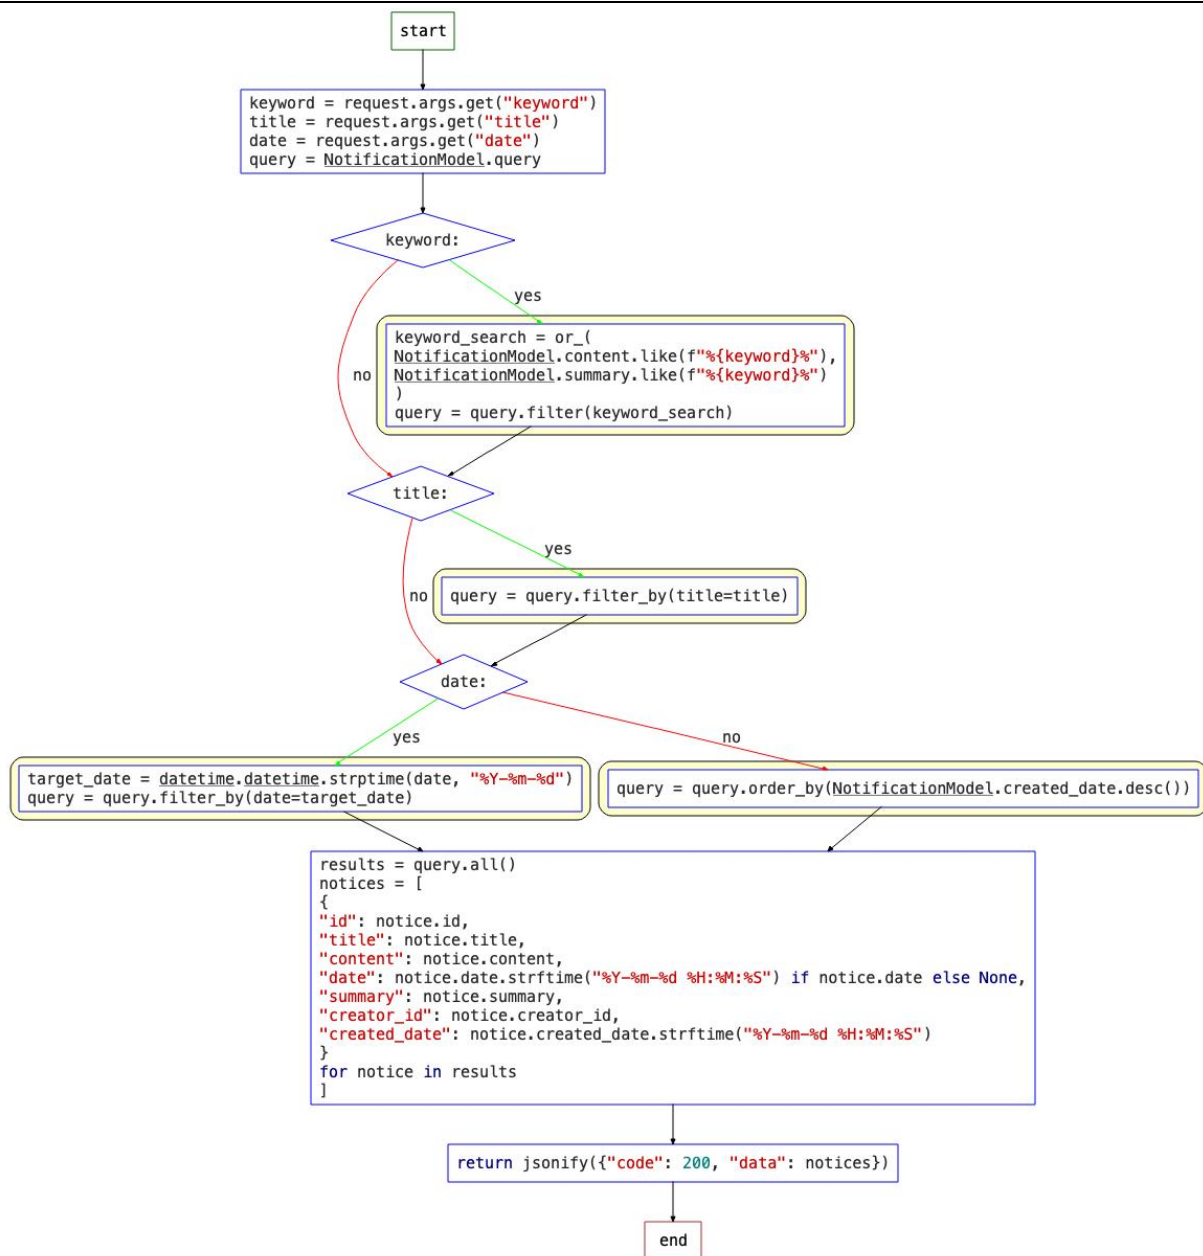 start
keyword = request.args.get("keyword")
title = request.args.get("title")
date = request.args.get("date")
query = NotificationModel.query
keyword:
yes
no
keyword_search = or_(
NotificationModel.content.like(f"%{keyword}%"),
NotificationModel.summary.like(f"%{keyword}%")
)
query = query.filter(keyword_search)
title:
yes
no
query = query.filter_by(title=title)
date:
yes
no
target_date = datetime.datetime.strptime(date, "%Y-%m-%d")
query = query.filter_by(date=target_date)
query = query.order_by(NotificationModel.created_date.desc())
results = query.all()
notices = [
{
"id": notice.id,
"title": notice.title,
"content": notice.content,
"date": notice.date.strftime("%Y-%m-%d %H:%M:%S") if notice.date else None,
"summary": notice.summary,
"creator_id": notice.creator_id,
"created_date": notice.created_date.strftime("%Y-%m-%d %H:%M:%S")
}
for notice in results
]
return jsonify({"code": 200, "data": notices})
end